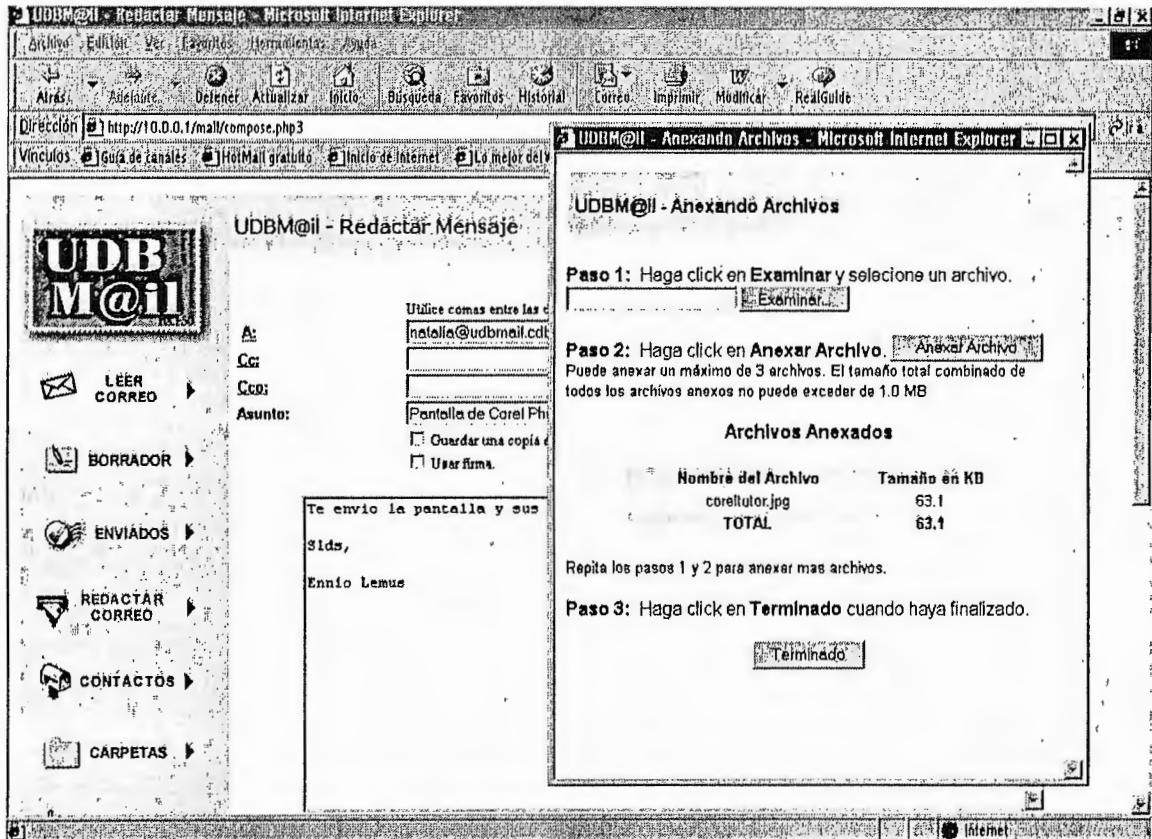 UDBM@il - Redactar Mensaje - Microsoft Internet Explorer
Archivo Edición Ver Favoritos Herramientas Ayuda
Atrás Adelante Detener Actualizar Inicio Búsqueda Favoritos Historial Correo Imprimir Modificar RealGuide
Dirección http://10.0.0.1/mail/compose.php3 Ir a
Vínculos Guía de canales HotMail gratuito Inicio de Internet Lo mejor del
UDB
M@il
LEER
CORREO
BORRADOR
ENVIADOS
REDACTAR
CORREO
CONTACTOS
CARPETAS
UDBM@il - Redactar Mensaje
Utilice comas entre las
A: natalia@udbmail.cdb
Cc:
Cco:
Asunto: Pantalla de Corel Ph
Guardar una copia
Usar firma.
Te envio la pantalla y sus
Slds,
Ennio Lemus
UDBM@il - Anexando Archivos - Microsoft Internet Explorer
UDBM@il - Anexando Archivos
Paso 1: Haga click en Examinar y selecione un archivo.
Examinar...
Paso 2: Haga click en Anexar Archivo. Anexar Archivo
Puede anexar un máximo de 3 archivos. El tamaño total combinado de
todos los archivos anexos no puede exceder de 1.0 MB
Archivos Anexados
Nombre del Archivo Tamaño en KB
coreltutor.jpg 63.1
TOTAL 63.1
Repita los pasos 1 y 2 para anexar mas archivos.
Paso 3: Haga click en Terminado cuando haya finalizado.
Terminado
Internet